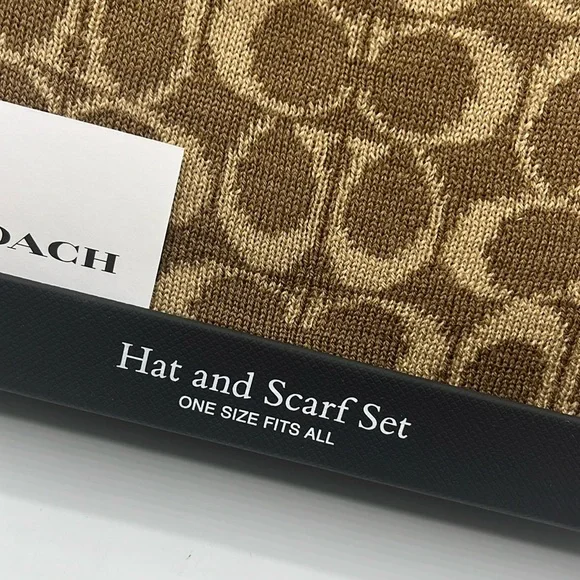 OACH
Hat and Scarf Set
ONE SIZE FITS ALL